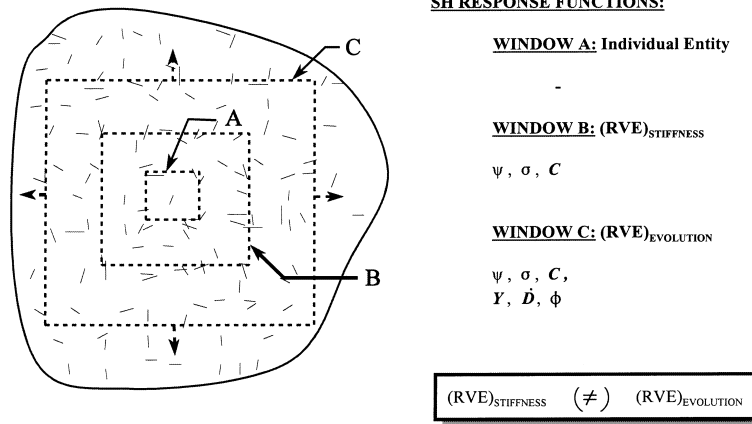 SH RESPONSE FUNCTIONS:
C
WINDOW A: Individual Entity
-
A
WINDOW B: (RVE)STIFFNESS
ψ , σ , C
WINDOW C: (RVE)EVOLUTION
B
ψ , σ , C ,
Y , Ḋ , ϕ
(RVE)STIFFNESS (≠) (RVE)EVOLUTION